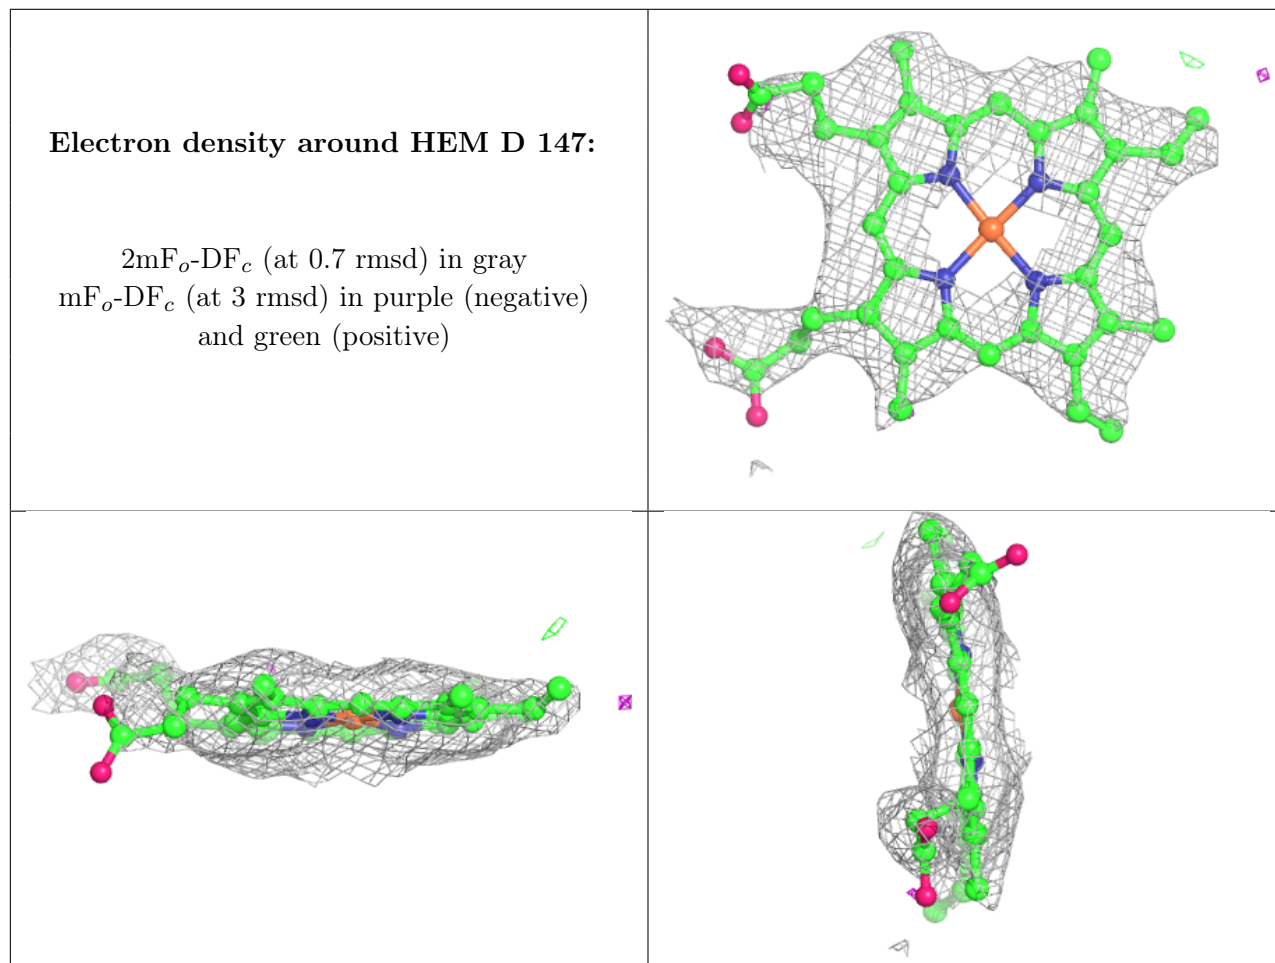 Electron density around HEM D 147:
2mFo-DFc (at 0.7 rmsd) in gray
mFo-DFc (at 3 rmsd) in purple (negative)
and green (positive)